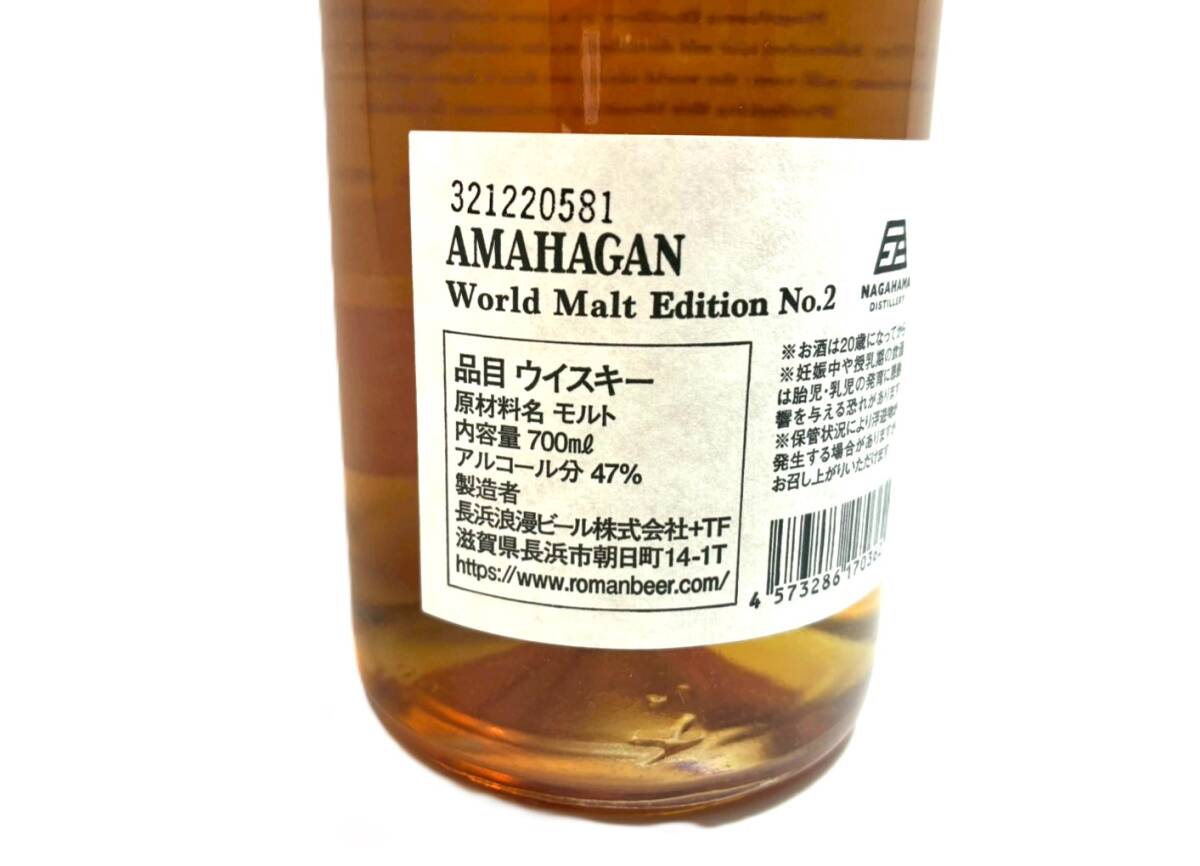 321220581
AMAHAGAN
World Malt Edition No.2
NAGAHAMA
DISTILLERY
品目 ウイスキー
原材料名 モルト
内容量 700㎖
アルコール分 47%
製造者
長浜浪漫ビール株式会社+TF
滋賀県長浜市朝日町14-1T
https://www.romanbeer.com/
※お酒は20歳になってから
※妊娠中や授乳期の飲酒
は胎児・乳児の発育に悪影
響を与える恐れがあります
※保管状況により浮遊物が
発生する場合がありますが
お召し上がりいただけます
4 573286 1703